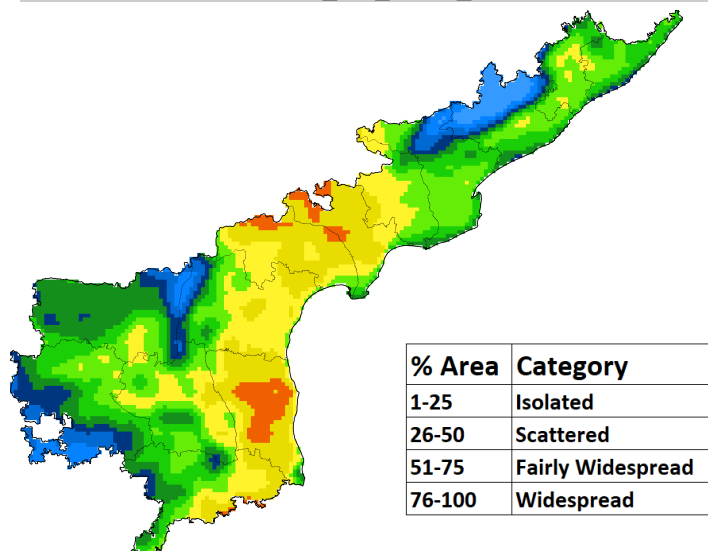 % Area Category
1-25 Isolated
26-50 Scattered
51-75 Fairly Widespread
76-100 Widespread